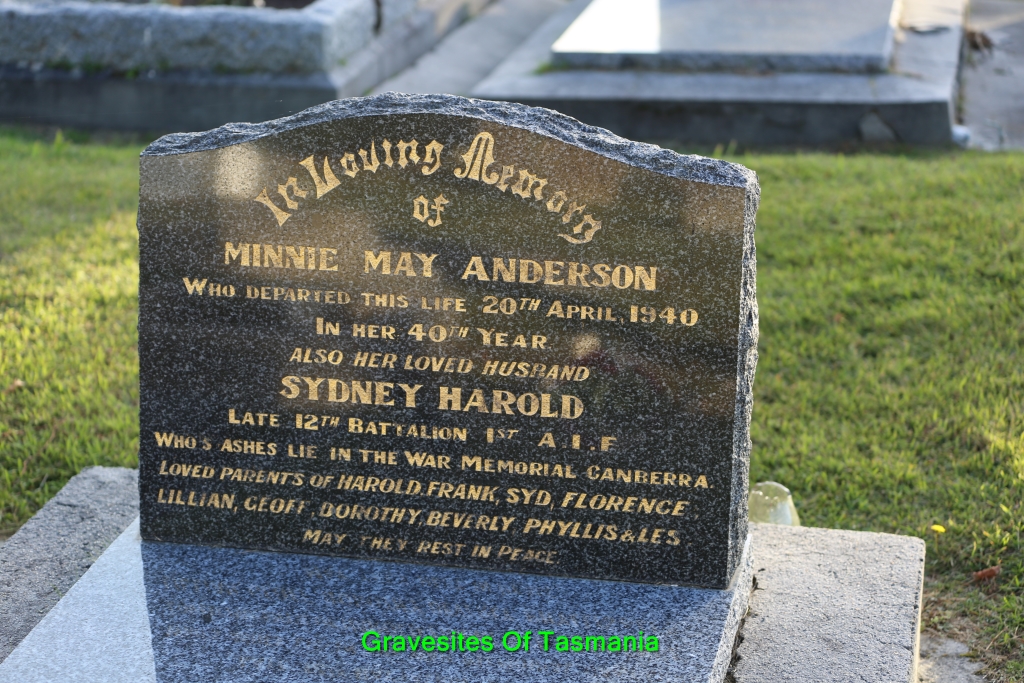 In Loving Memory
of
MINNIE MAY ANDERSON
WHO DEPARTED THIS LIFE 20TH APRIL, 1940
IN HER 40TH YEAR
ALSO HER LOVED HUSBAND
SYDNEY HAROLD
LATE 12TH BATTALION 1ST A.I.F
WHO'S ASHES LIE IN THE WAR MEMORIAL CANBERRA
LOVED PARENTS OF HAROLD, FRANK, SYD, FLORENCE
LILLIAN, GEOFF, DOROTHY, BEVERLY PHYLLIS & LES
MAY THEY REST IN PEACE
Gravesites Of Tasmania